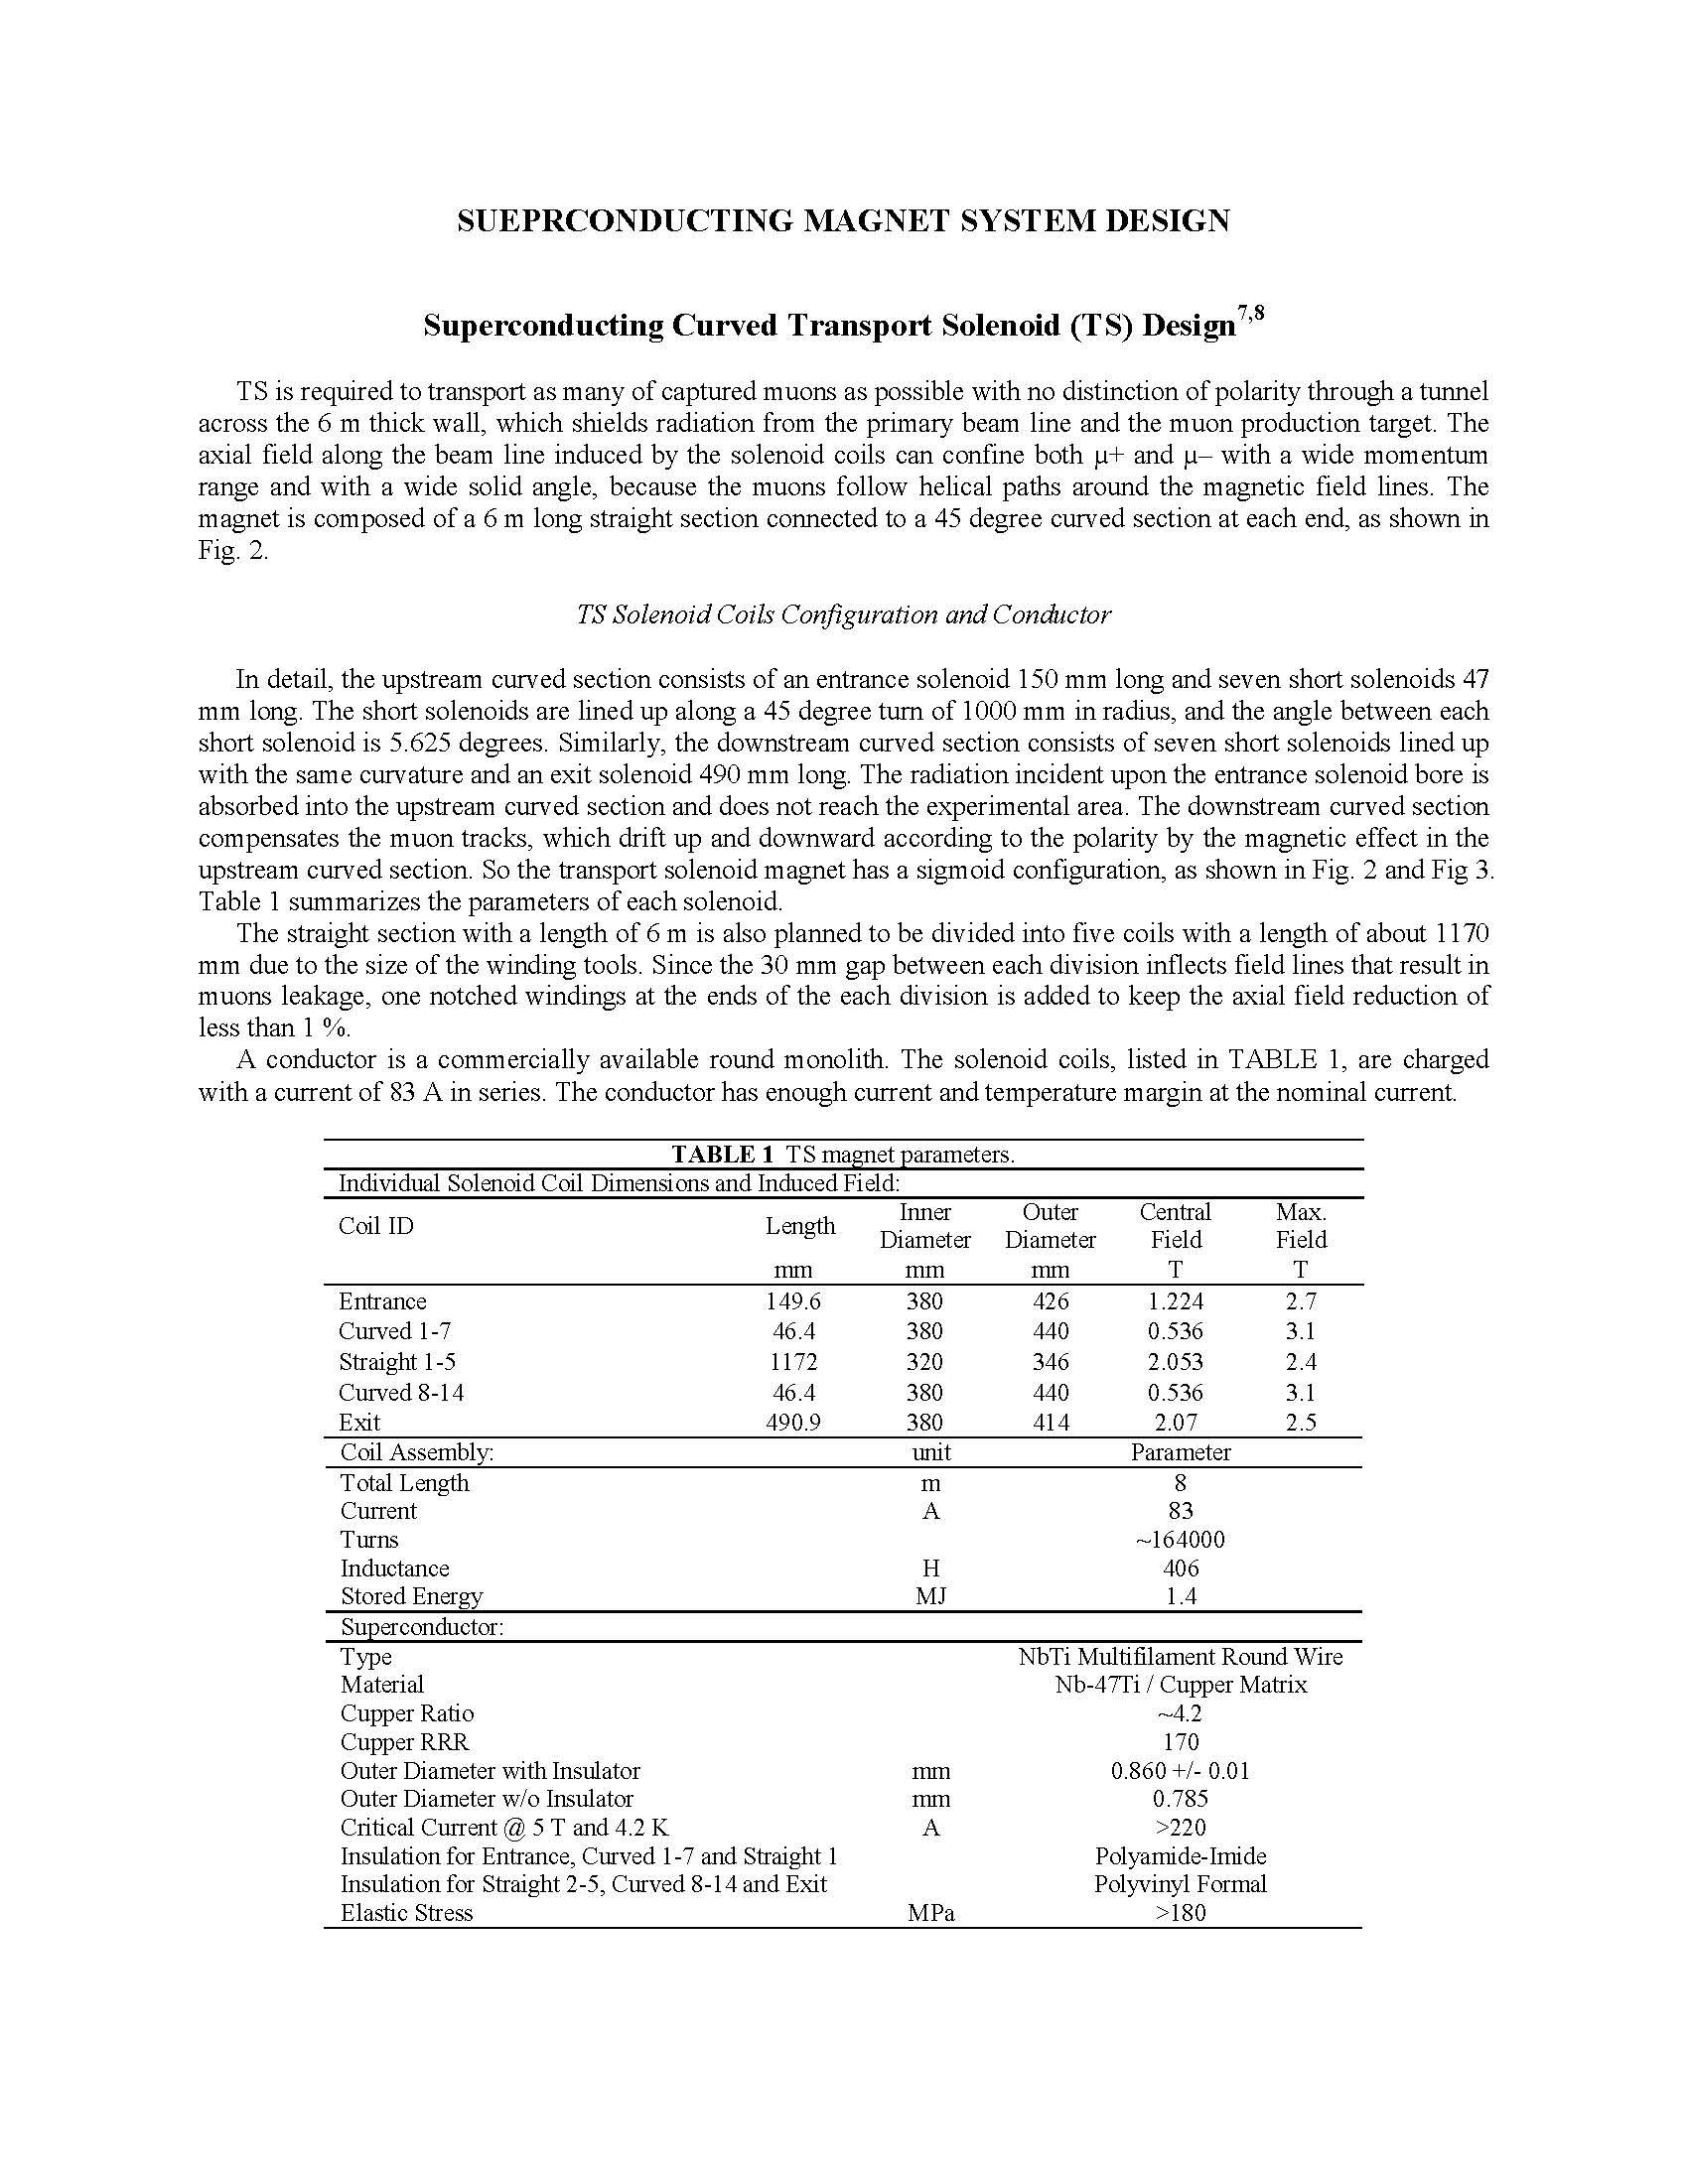 SUEPRCONDUCTING MAGNET SYSTEM DESIGN
Superconducting Curved Transport Solenoid (TS) Design7,8
TS is required to transport as many of captured muons as possible with no distinction of polarity through a tunnel
across the 6 m thick wall, which shields radiation from the primary beam line and the muon production target. The
axial field along the beam line induced by the solenoid coils can confine both μ+ and μ– with a wide momentum
range and with a wide solid angle, because the muons follow helical paths around the magnetic field lines. The
magnet is composed of a 6 m long straight section connected to a 45 degree curved section at each end, as shown in
Fig. 2.
TS Solenoid Coils Configuration and Conductor
In detail, the upstream curved section consists of an entrance solenoid 150 mm long and seven short solenoids 47
mm long. The short solenoids are lined up along a 45 degree turn of 1000 mm in radius, and the angle between each
short solenoid is 5.625 degrees. Similarly, the downstream curved section consists of seven short solenoids lined up
with the same curvature and an exit solenoid 490 mm long. The radiation incident upon the entrance solenoid bore is
absorbed into the upstream curved section and does not reach the experimental area. The downstream curved section
compensates the muon tracks, which drift up and downward according to the polarity by the magnetic effect in the
upstream curved section. So the transport solenoid magnet has a sigmoid configuration, as shown in Fig. 2 and Fig 3.
Table 1 summarizes the parameters of each solenoid.
The straight section with a length of 6 m is also planned to be divided into five coils with a length of about 1170
mm due to the size of the winding tools. Since the 30 mm gap between each division inflects field lines that result in
muons leakage, one notched windings at the ends of the each division is added to keep the axial field reduction of
less than 1 %.
A conductor is a commercially available round monolith. The solenoid coils, listed in TABLE 1, are charged
with a current of 83 A in series. The conductor has enough current and temperature margin at the nominal current.
TABLE 1 TS magnet parameters.
Individual Solenoid Coil Dimensions and Induced Field:
Coil ID Length Inner Diameter Outer Diameter Central Field Max. Field
mm mm mm T T
Entrance 149.6 380 426 1.224 2.7
Curved 1-7 46.4 380 440 0.536 3.1
Straight 1-5 1172 320 346 2.053 2.4
Curved 8-14 46.4 380 440 0.536 3.1
Exit 490.9 380 414 2.07 2.5
Coil Assembly: unit Parameter
Total Length m 8
Current A 83
Turns ~164000
Inductance H 406
Stored Energy MJ 1.4
Superconductor:
Type NbTi Multifilament Round Wire
Material Nb-47Ti / Cupper Matrix
Cupper Ratio ~4.2
Cupper RRR 170
Outer Diameter with Insulator mm 0.860 +/- 0.01
Outer Diameter w/o Insulator mm 0.785
Critical Current @ 5 T and 4.2 K A >220
Insulation for Entrance, Curved 1-7 and Straight 1 Polyamide-Imide
Insulation for Straight 2-5, Curved 8-14 and Exit Polyvinyl Formal
Elastic Stress MPa >180